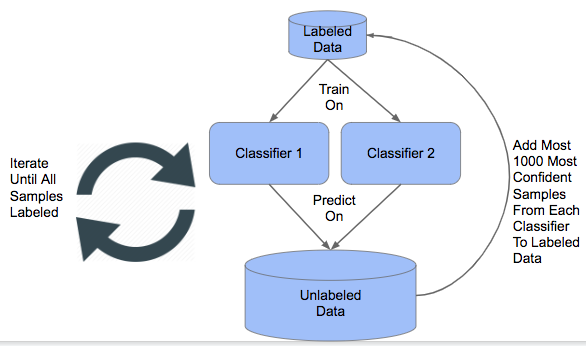 Labeled
Data
Train
On
Classifier 1
Classifier 2
Iterate
Until All
Samples
Labeled
Add Most
1000 Most
Confident
Samples
From Each
Classifier
To Labeled
Data
Predict
On
Unlabeled
Data